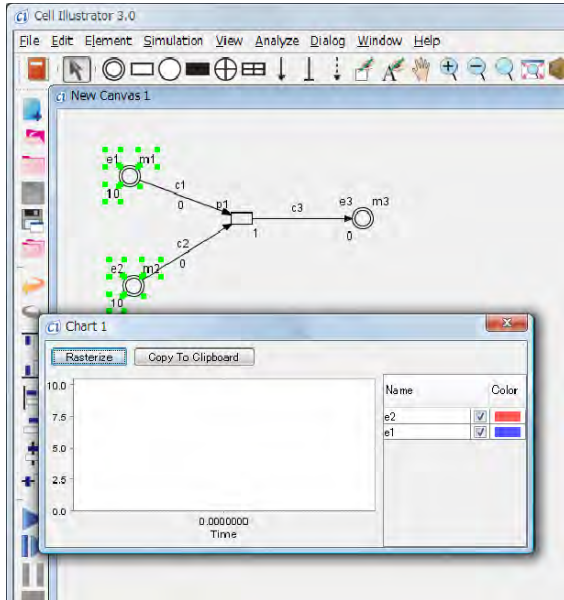 Cell Illustrator 3.0
File Edit Element Simulation View Analyze Dialog Window Help
New Canvas 1
e1 m1
10
c1
0
p1
1
c3
e3 m3
0
c2
0
e2 m2
10
Chart 1
Rasterize Copy To Clipboard
10.0
7.5
5.0
2.5
0.0
0.0000000
Time
Name Color
e2
e1